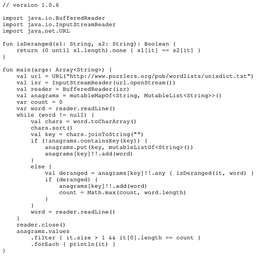 // version 1.0.6

import java.io.BufferedReader
import java.io.InputStreamReader
import java.net.URL

fun isDeranged(s1: String, s2: String): Boolean {
    return (0 until s1.length).none { s1[it] == s2[it] }
}

fun main(args: Array<String>) {
    val url = URL("http://www.puzzlers.org/pub/wordlists/unixdict.txt")
    val isr = InputStreamReader(url.openStream())
    val reader = BufferedReader(isr)
    val anagrams = mutableMapOf<String, MutableList<String>>()
    var count = 0
    var word = reader.readLine()
    while (word != null) {
        val chars = word.toCharArray()
        chars.sort()
        val key = chars.joinToString("")
        if (!anagrams.containsKey(key)) {
            anagrams.put(key, mutableListOf<String>())
            anagrams[key]!!.add(word)
        }
        else {
            val deranged = anagrams[key]!!.any { isDeranged(it, word) }
            if (deranged) {
                anagrams[key]!!.add(word)
                count = Math.max(count, word.length)
            }
        }
        word = reader.readLine()
    }
    reader.close()
    anagrams.values
        .filter { it.size > 1 && it[0].length == count }
        .forEach { println(it) }
}